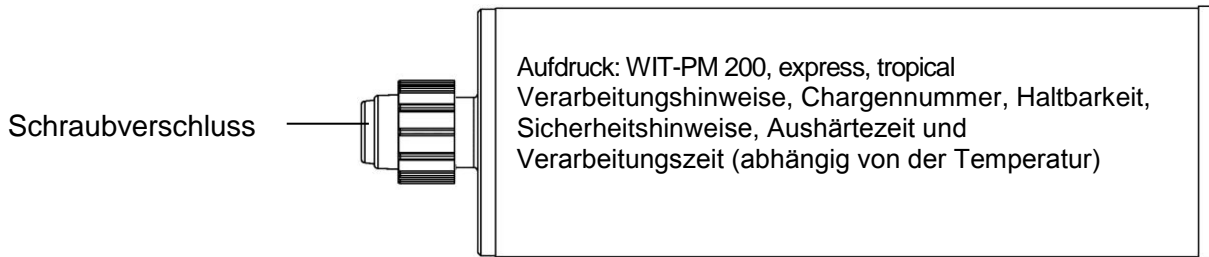 Schraubverschluss
Aufdruck: WIT-PM 200, express, tropical
Verarbeitungshinweise, Chargennummer, Haltbarkeit,
Sicherheitshinweise, Aushärtezeit und
Verarbeitungszeit (abhängig von der Temperatur)